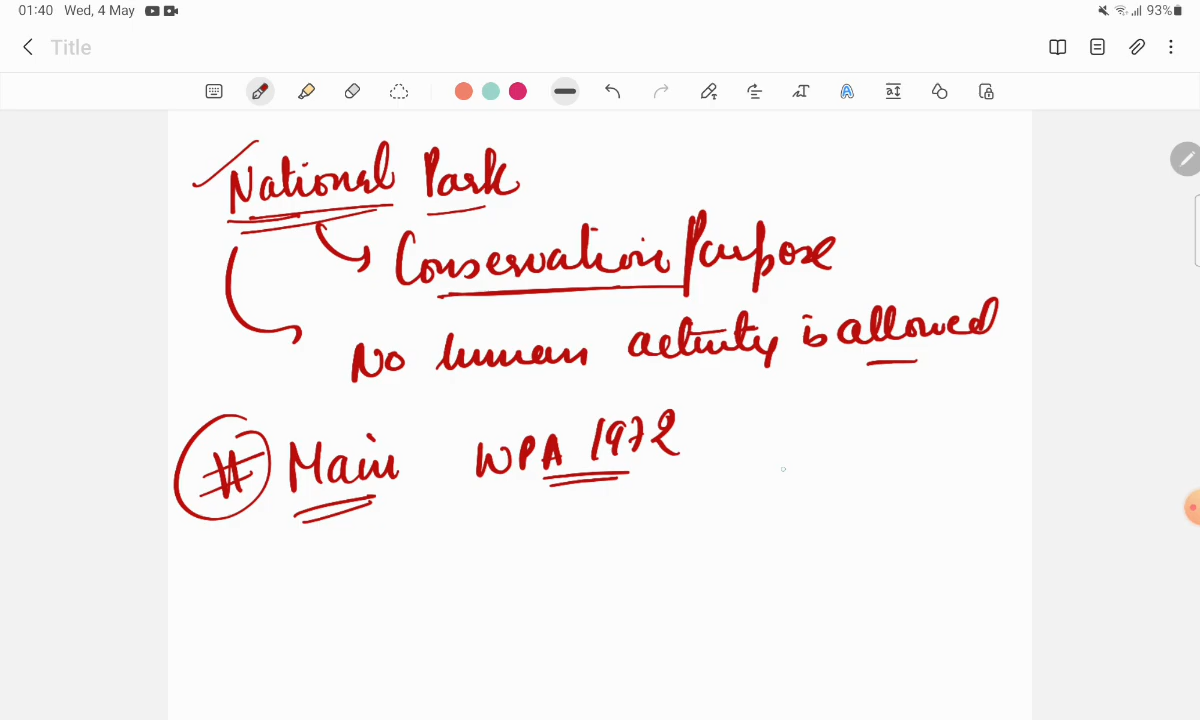 01:40 Wed, 4 May 93%
Title
National Park
Conservation Purpose
No human activity is allowed
# Main WPA 1972